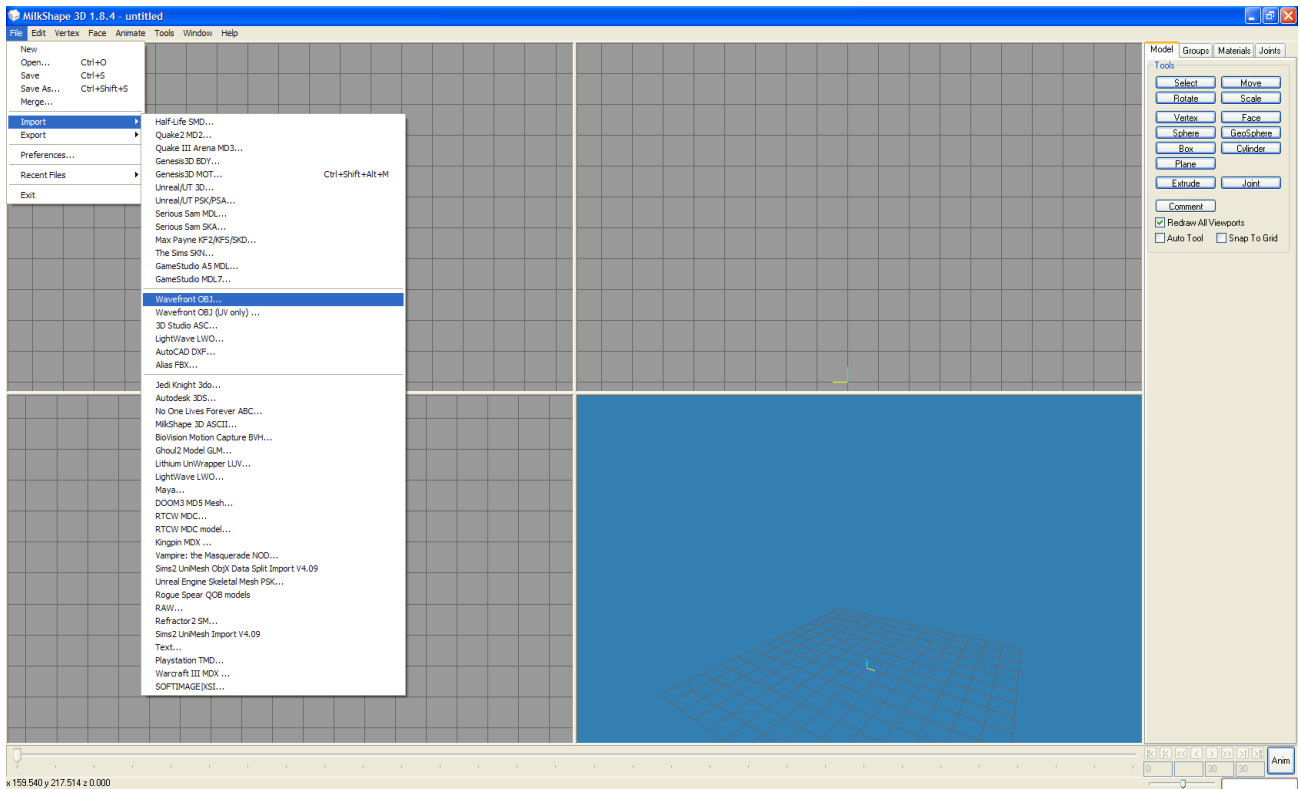 MilkShape 3D 1.8.4 - untitled
File Edit Vertex Face Animate Tools Window Help
New
Open... Ctrl+O
Save Ctrl+S
Save As... Ctrl+Shift+S
Merge...
Import
Export
Preferences...
Recent Files
Exit
Half-Life SMD...
Quake2 MD2...
Quake III Arena MD3...
Genesis3D BDY...
Genesis3D MOT... Ctrl+Shift+Alt+M
Unreal/UT 3D...
Unreal/UT PSK/PSA...
Serious Sam MDL...
Serious Sam SKA...
Max Payne KF2/KFS/SKD...
The Sims SKN...
GameStudio A5 MDL...
GameStudio MDL7...
Wavefront OBJ...
Wavefront OBJ (UV only) ...
3D Studio ASC...
LightWave LWO...
AutoCAD DXF...
Alias FBX...
Jedi Knight 3do...
Autodesk 3DS...
No One Lives Forever ABC...
MilkShape 3D ASCII...
BioVision Motion Capture BVH...
Ghoul2 Model GLM...
Lithium UnWrapper LUV...
LightWave LWO...
Maya...
DOOM3 MD5 Mesh...
RTCW MDC...
RTCW MDC model...
Kingpin MDX ...
Vampire: the Masquerade NOD...
Sims2 UniMesh ObjX Data Split Import V4.09
Unreal Engine Skeletal Mesh PSK...
Rogue Spear QOB models
RAW...
Refractor2 SM...
Sims2 UniMesh Import V4.09
Text...
Playstation TMD...
Warcraft III MDX ...
SOFTIMAGE|XSI...
Model Groups Materials Joints
Tools
Select Move
Rotate Scale
Vertex Face
Sphere GeoSphere
Box Cylinder
Plane
Extrude Joint
Comment
Redraw All Viewports
Auto Tool Snap To Grid
0 30 30 Anim
x 159.540 y 217.514 z 0.000